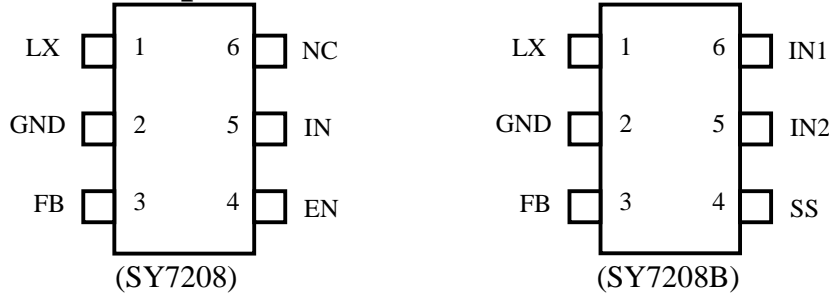 LX 1 6 NC
GND 2 5 IN
FB 3 4 EN
(SY7208)
LX 1 6 IN1
GND 2 5 IN2
FB 3 4 SS
(SY7208B)